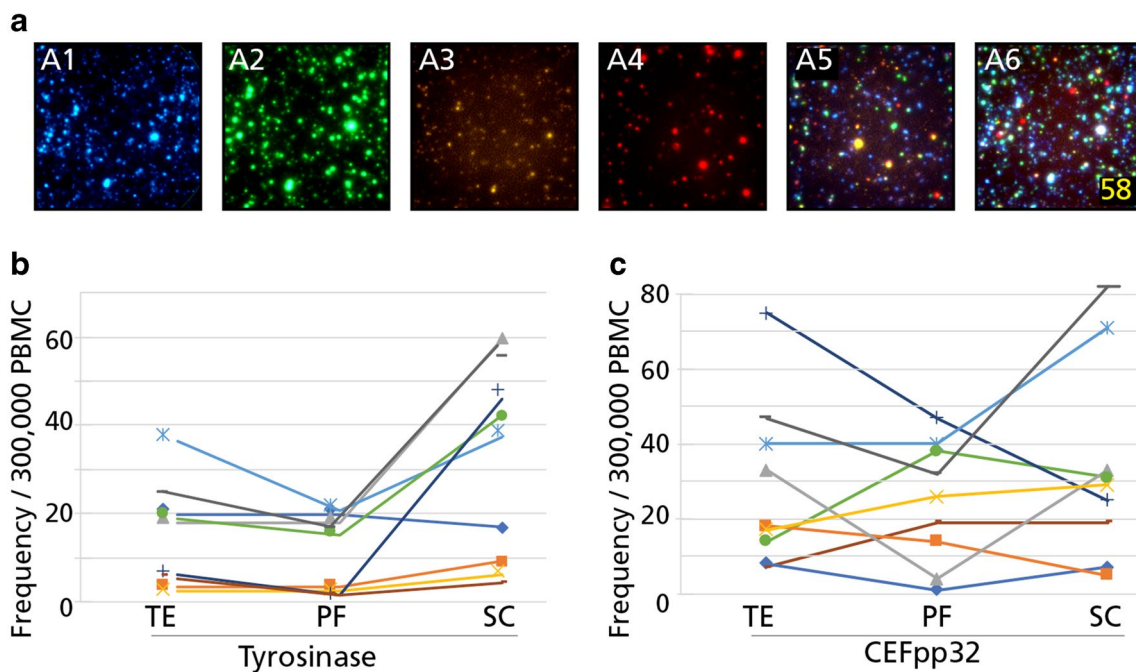 a
A1 A2 A3 A4 A5 A6
58
b
Frequency / 300,000 PBMC
60
40
20
0
TE PF SC
Tyrosinase
c
Frequency / 300,000 PBMC
80
60
40
20
0
TE PF SC
CEFpp32